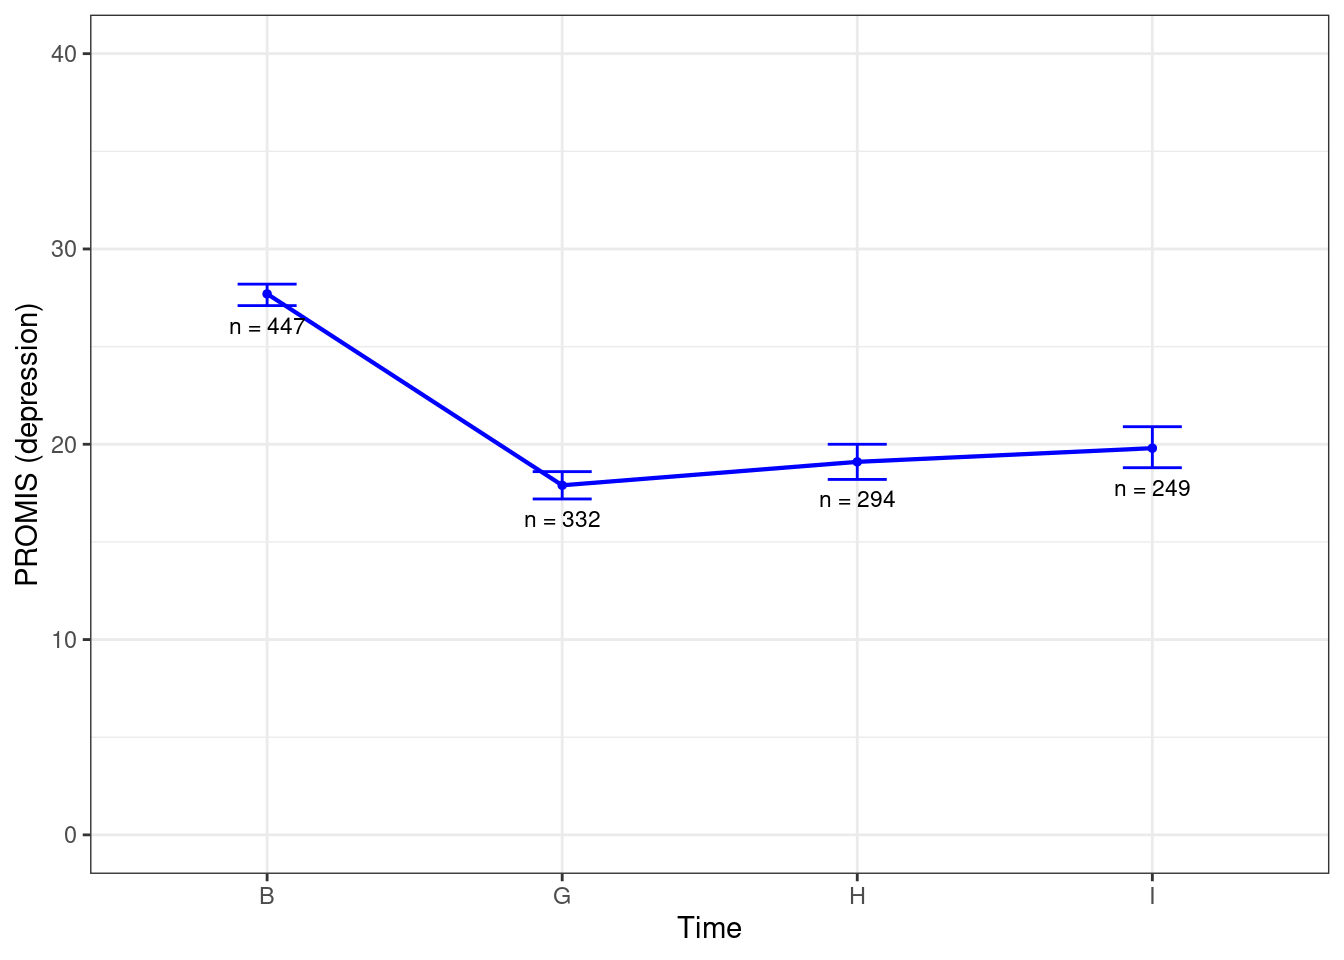 PROMIS (depression)
40
30
20
10
0
n = 447
n = 332
n = 294
n = 249
B G H I
Time